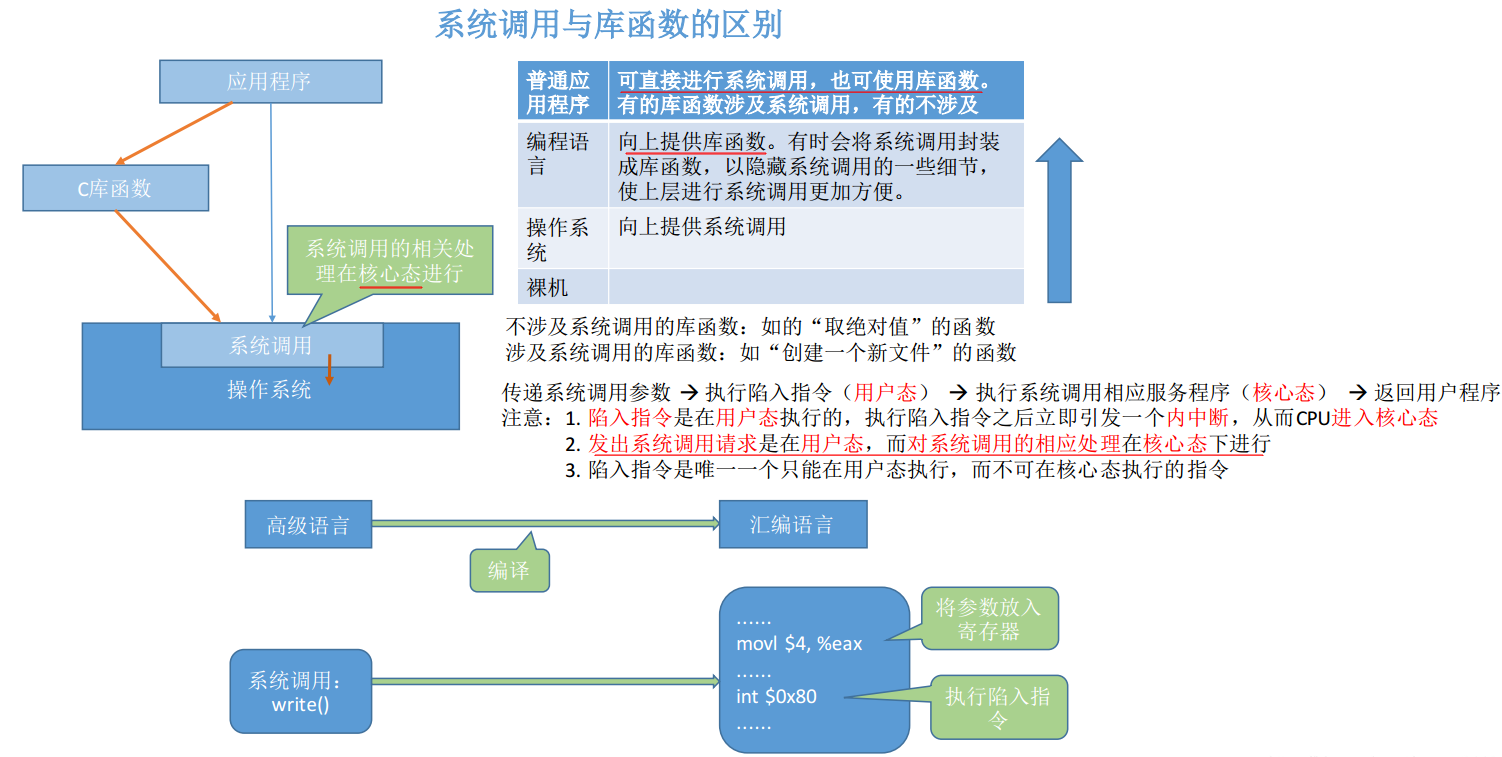 系统调用与库函数的区别
应用程序
C库函数
系统调用的相关处
理在核心态进行
系统调用
操作系统
普通应
用程序
可直接进行系统调用，也可使用库函数。
有的库函数涉及系统调用，有的不涉及
编程语
言
向上提供库函数。有时会将系统调用封装
成库函数，以隐藏系统调用的一些细节，
使上层进行系统调用更加方便。
操作系
统
向上提供系统调用
裸机
不涉及系统调用的库函数：如的“取绝对值”的函数
涉及系统调用的库函数：如“创建一个新文件”的函数
传递系统调用参数 → 执行陷入指令（用户态） → 执行系统调用相应服务程序（核心态） → 返回用户程序
注意：1. 陷入指令是在用户态执行的，执行陷入指令之后立即引发一个内中断，从而CPU进入核心态
2. 发出系统调用请求是在用户态，而对系统调用的相应处理在核心态下进行
3. 陷入指令是唯一一个只能在用户态执行，而不可在核心态执行的指令
高级语言
汇编语言
编译
系统调用：
write()
......
movl $4, %eax
......
int $0x80
......
将参数放入
寄存器
执行陷入指
令